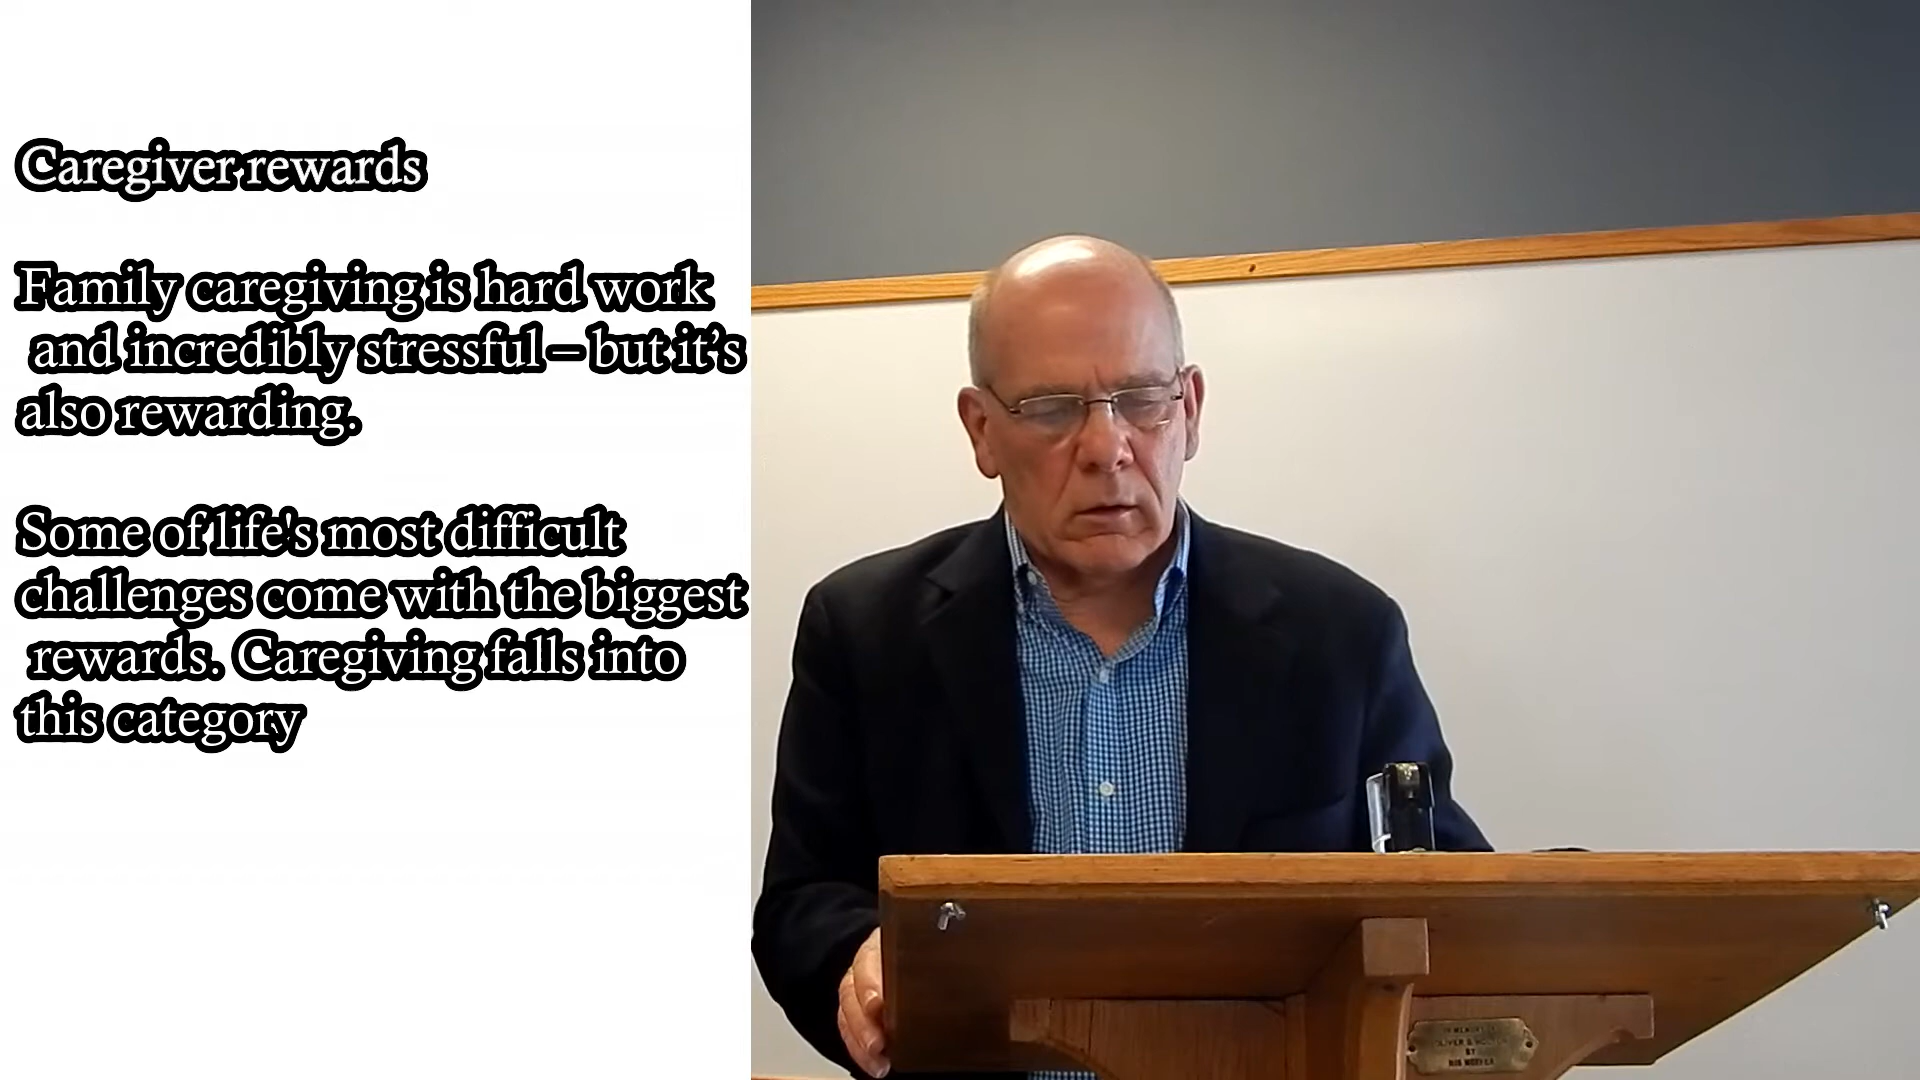 Caregiver rewards
Family caregiving is hard work
and incredibly stressful – but it's
also rewarding.
Some of life's most difficult
challenges come with the biggest
rewards. Caregiving falls into
this category
BY